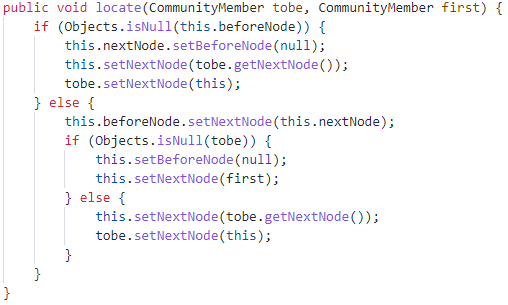 public void locate(CommunityMember tobe, CommunityMember first) {
    if (Objects.isNull(this.beforeNode)) {
        this.nextNode.setBeforeNode(null);
        this.setNextNode(tobe.getNextNode());
        tobe.setNextNode(this);
    } else {
        this.beforeNode.setNextNode(this.nextNode);
        if (Objects.isNull(tobe)) {
            this.setBeforeNode(null);
            this.setNextNode(first);
        } else {
            this.setNextNode(tobe.getNextNode());
            tobe.setNextNode(this);
        }
    }
}